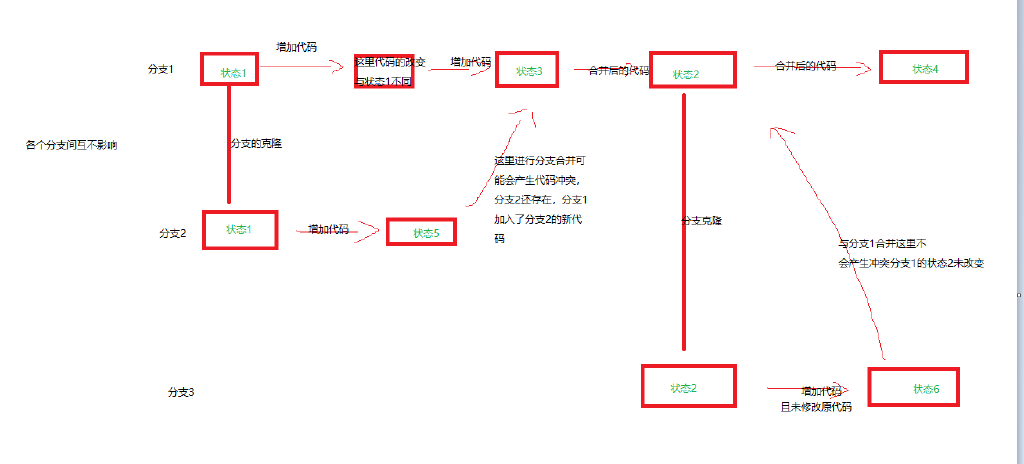 增加代码
分支1
状态1
这里代码的改变
与状态1不同
增加代码
状态3
合并后的代码
状态2
合并后的代码
状态4
各个分支间互不影响
分支的克隆
这里进行分支合并可
能会产生代码冲突，
分支2还存在，分支1
加入了分支2的新代
码
分支2
状态1
增加代码
状态5
分支克隆
与分支1合并这里不
会产生冲突分支1的状态2未改变
分支3
状态2
增加代码
且未修改原代码
状态6